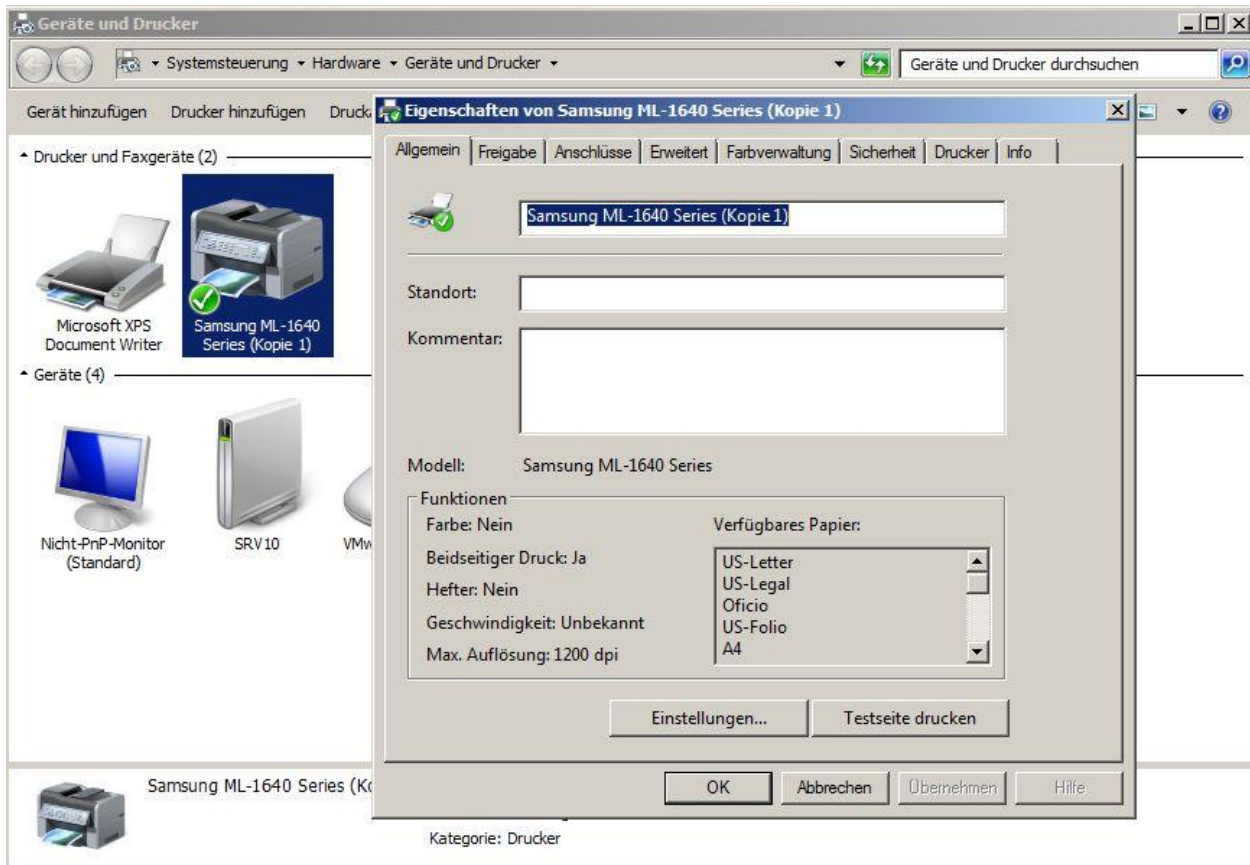 Geräte und Drucker
Systemsteuerung Hardware Geräte und Drucker
Geräte und Drucker durchsuchen
Gerät hinzufügen Drucker hinzufügen
Drucker und Faxgeräte (2)
Microsoft XPS
Document Writer
Samsung ML-1640
Series (Kopie 1)
Geräte (4)
Nicht-PnP-Monitor
(Standard)
SRV10
Eigenschaften von Samsung ML-1640 Series (Kopie 1)
Allgemein Freigabe Anschlüsse Erweitert Farbverwaltung Sicherheit Drucker Info
Samsung ML-1640 Series (Kopie 1)
Standort:
Kommentar:
Modell: Samsung ML-1640 Series
Funktionen
Farbe: Nein
Beidseitiger Druck: Ja
Hefter: Nein
Geschwindigkeit: Unbekannt
Max. Auflösung: 1200 dpi
Verfügbares Papier:
US-Letter
US-Legal
Oficio
US-Folio
A4
Einstellungen... Testseite drucken
OK Abbrechen Übernehmen Hilfe
Samsung ML-1640 Series
Kategorie: Drucker